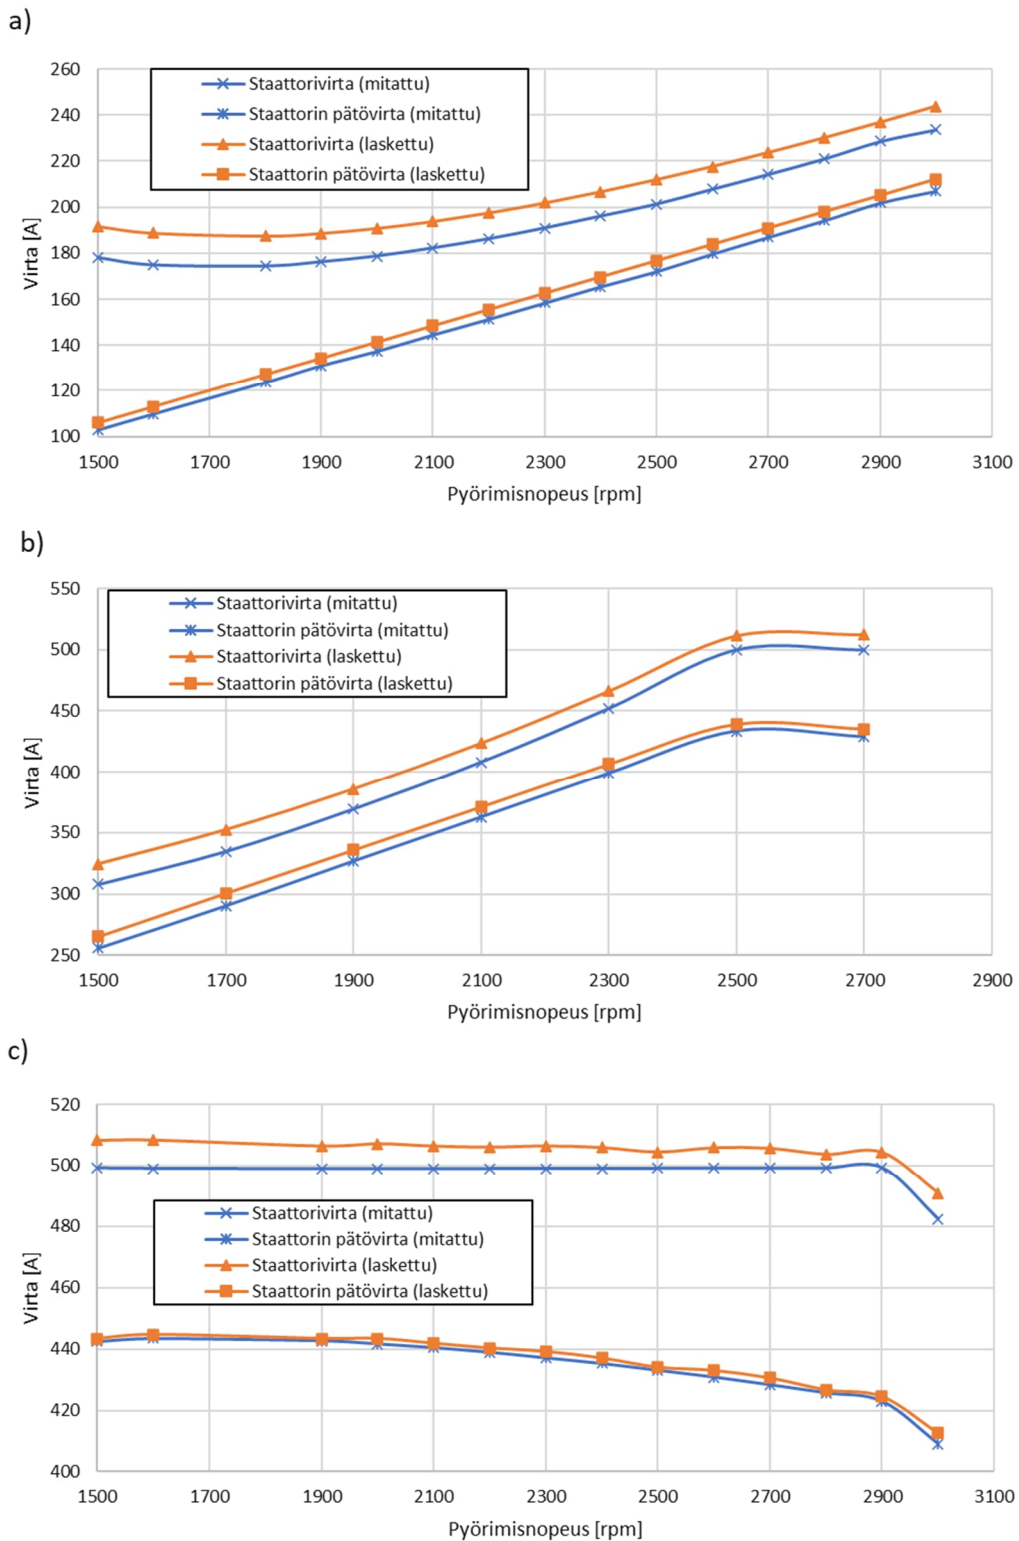 a)
260
240
220
200
180
160
140
120
100
Virta [A]
Staattorivirta (mitattu)
Staattorin pätövirta (mitattu)
Staattorivirta (laskettu)
Staattorin pätövirta (laskettu)
1500 1700 1900 2100 2300 2500 2700 2900 3100
Pyörimisnopeus [rpm]
b)
550
500
450
400
350
300
250
Virta [A]
Staattorivirta (mitattu)
Staattorin pätövirta (mitattu)
Staattorivirta (laskettu)
Staattorin pätövirta (laskettu)
1500 1700 1900 2100 2300 2500 2700 2900
Pyörimisnopeus [rpm]
c)
520
500
480
460
440
420
400
Virta [A]
Staattorivirta (mitattu)
Staattorin pätövirta (mitattu)
Staattorivirta (laskettu)
Staattorin pätövirta (laskettu)
1500 1700 1900 2100 2300 2500 2700 2900 3100
Pyörimisnopeus [rpm]